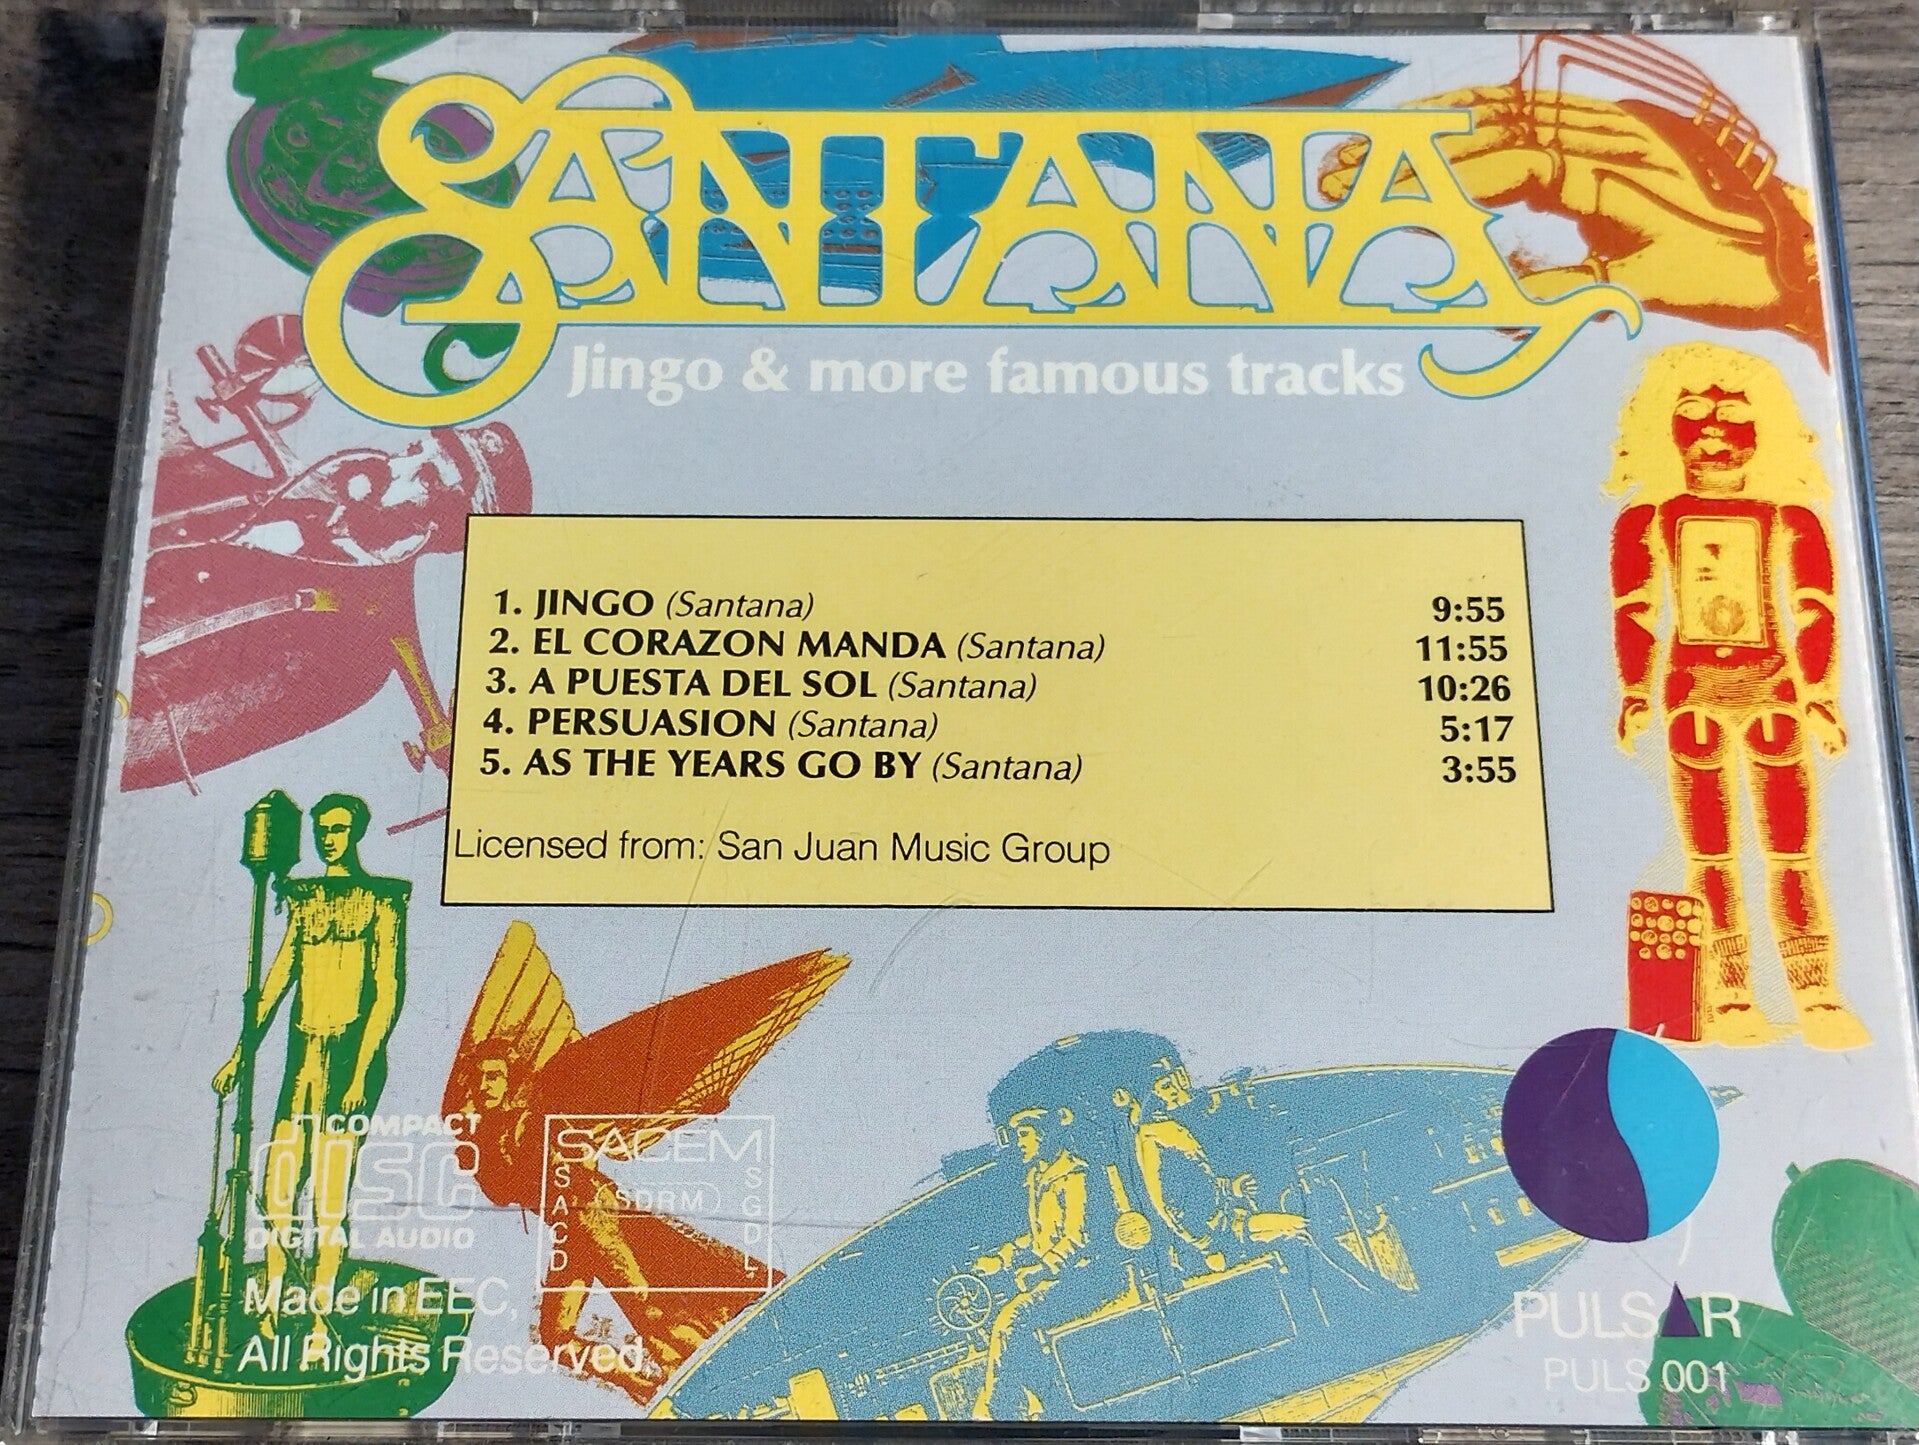 SANTANA
Jingo & more famous tracks
1. JINGO (Santana) 9:55
2. EL CORAZON MANDA (Santana) 11:55
3. A PUESTA DEL SOL (Santana) 10:26
4. PERSUASION (Santana) 5:17
5. AS THE YEARS GO BY (Santana) 3:55
Licensed from: San Juan Music Group
COMPACT
disc
DIGITAL AUDIO
SACEM
SACD
SDRM
SGDL
Made in EEC,
All Rights Reserved
PULSAR
PULS 001